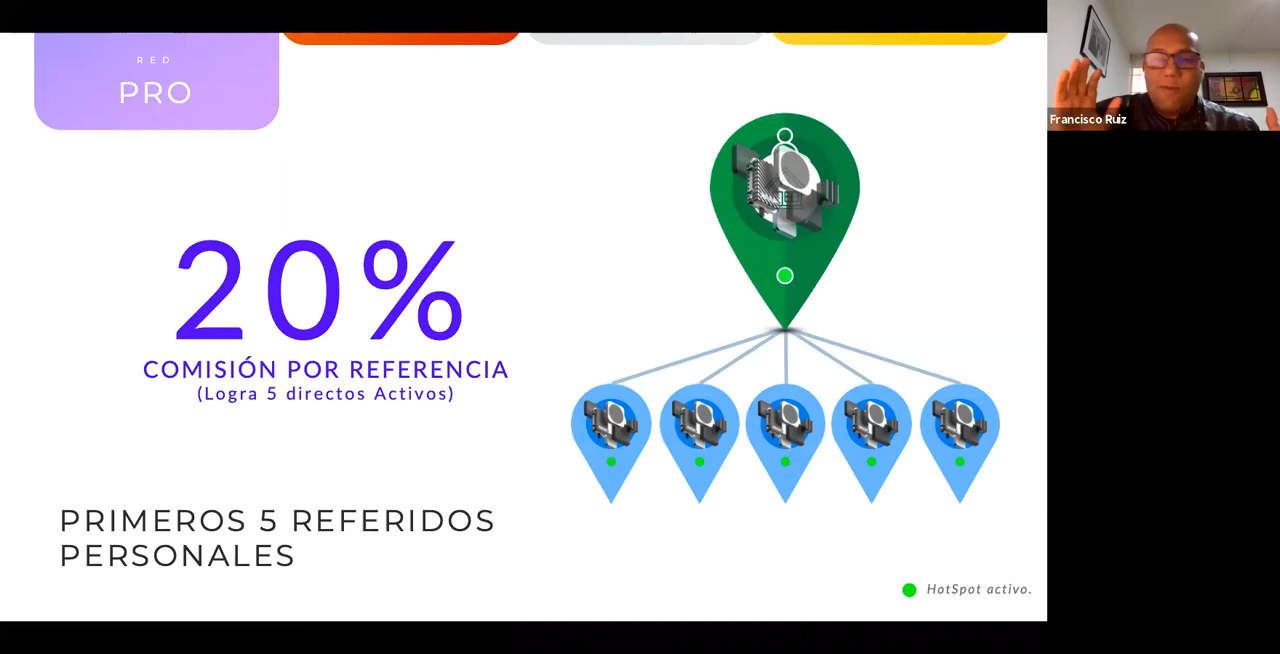 RED
PRO
20%
COMISIÓN POR REFERENCIA
(Logra 5 directos Activos)
PRIMEROS 5 REFERIDOS
PERSONALES
HotSpot activo.
Francisco Ruiz